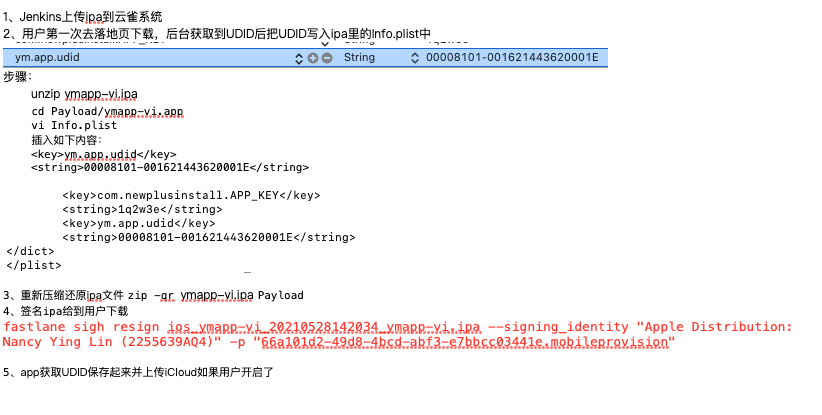 1、Jenkins上传ipa到云雀系统
2、用户第一次去落地页下载，后台获取到UDID后把UDID写入ipa里的Info.plist中
ym.app.udid String 00008101-001621443620001E
步骤：
unzip ymapp-vi.ipa
cd Payload/ymapp-vi.app
vi Info.plist
插入如下内容：
<key>ym.app.udid</key>
<string>00008101-001621443620001E</string>
<key>com.newplusinstall.APP_KEY</key>
<string>1q2w3e</string>
<key>ym.app.udid</key>
<string>00008101-001621443620001E</string>
</dict>
</plist>
3、重新压缩还原ipa文件 zip -qr ymapp-vi.ipa Payload
4、签名ipa给到用户下载
fastlane sigh resign ios_ymapp-vi_20210528142034_ymapp-vi.ipa --signing_identity "Apple Distribution:
Nancy Ying Lin (2255639AQ4)" -p "66a101d2-49d8-4bcd-abf3-e7bbcc03441e.mobileprovision"
5、app获取UDID保存起来并上传iCloud如果用户开启了